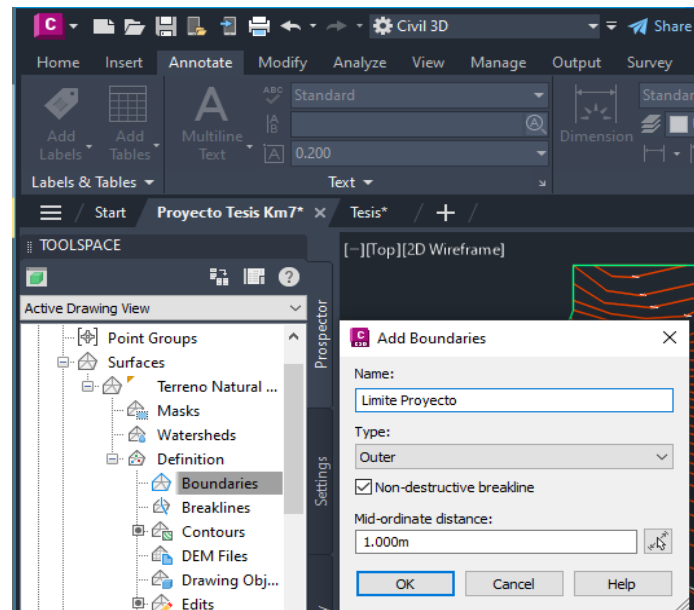 C
Civil 3D
Share
Home Insert Annotate Modify Analyze View Manage Output Survey
ABC
Standard
Standar
A
A
B
Add Labels
Add Tables
Multiline Text
A
0.200
Dimension
Labels & Tables
Text
Start
Proyecto Tesis Km7*
Tesis*
TOOLSPACE
[−][Top][2D Wireframe]
Active Drawing View
Prospector
Settings
Point Groups
Surfaces
Terreno Natural ...
Masks
Watersheds
Definition
Boundaries
Breaklines
Contours
DEM Files
Drawing Obj...
Edits
C
Add Boundaries
Name:
Limite Proyecto
Type:
Outer
Non-destructive breakline
Mid-ordinate distance:
1.000m
OK
Cancel
Help